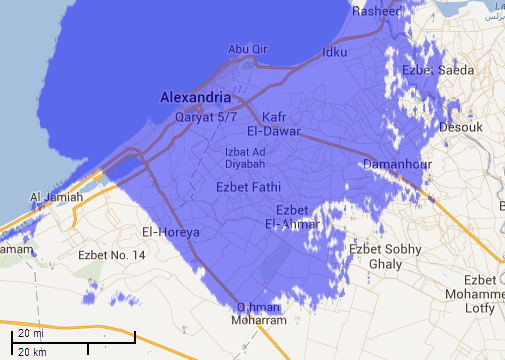 Rasheed
La
رلس
Abu Qir
Idku
Ezbet Saeda
Alexandria
Qaryat 5/7
Kafr
El-Dawar
Desouk
Izbat Ad
Diyabah
Damanhour
Ezbet Fathi
Al Jamiah
Ezbet
El-Ahmar
El-Horeya
amam
Ezbet No. 14
Ezbet Sobhy
Ghaly
B
Ezbet
Mohamme
Lotfy
Othman
Moharram
20 mi
20 km